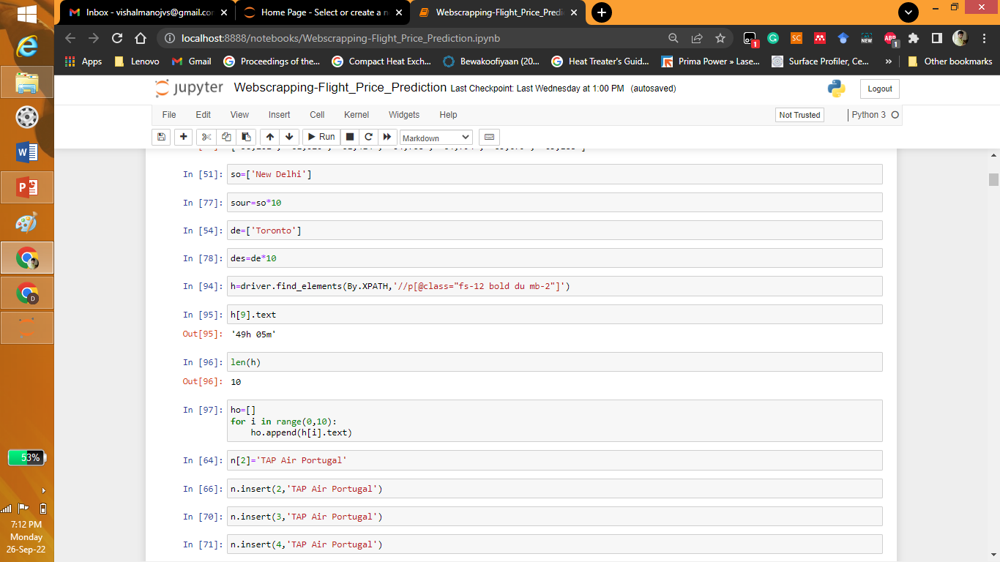 Inbox - vishalmanojvs@gmail.co
Home Page - Select or create a n
Webscrapping-Flight_Price_Predi
localhost:8888/notebooks/Webscrapping-Flight_Price_Prediction.ipynb
1
SC
NEW
ABP
1
Apps
Lenovo
Gmail
Proceedings of the...
Compact Heat Exch...
Bewakoofiyaan (20...
Heat Treater's Guid...
Prima Power » Lase...
Surface Profiler, Ce...
»
Other bookmarks
jupyter Webscrapping-Flight_Price_Prediction Last Checkpoint: Last Wednesday at 1:00 PM (autosaved)
Logout
File Edit View Insert Cell Kernel Widgets Help
Not Trusted
Python 3
Run
Markdown
In [51]: so=['New Delhi']
In [77]: sour=so*10
In [54]: de=['Toronto']
In [78]: des=de*10
In [94]: h=driver.find_elements(By.XPATH,'//p[@class="fs-12 bold du mb-2"]')
In [95]: h[9].text
Out[95]: '49h 05m'
In [96]: len(h)
Out[96]: 10
In [97]: ho=[]
for i in range(0,10):
ho.append(h[i].text)
In [64]: n[2]='TAP Air Portugal'
In [66]: n.insert(2,'TAP Air Portugal')
In [70]: n.insert(3,'TAP Air Portugal')
In [71]: n.insert(4,'TAP Air Portugal')
D
53%
7:12 PM
Monday
26-Sep-22